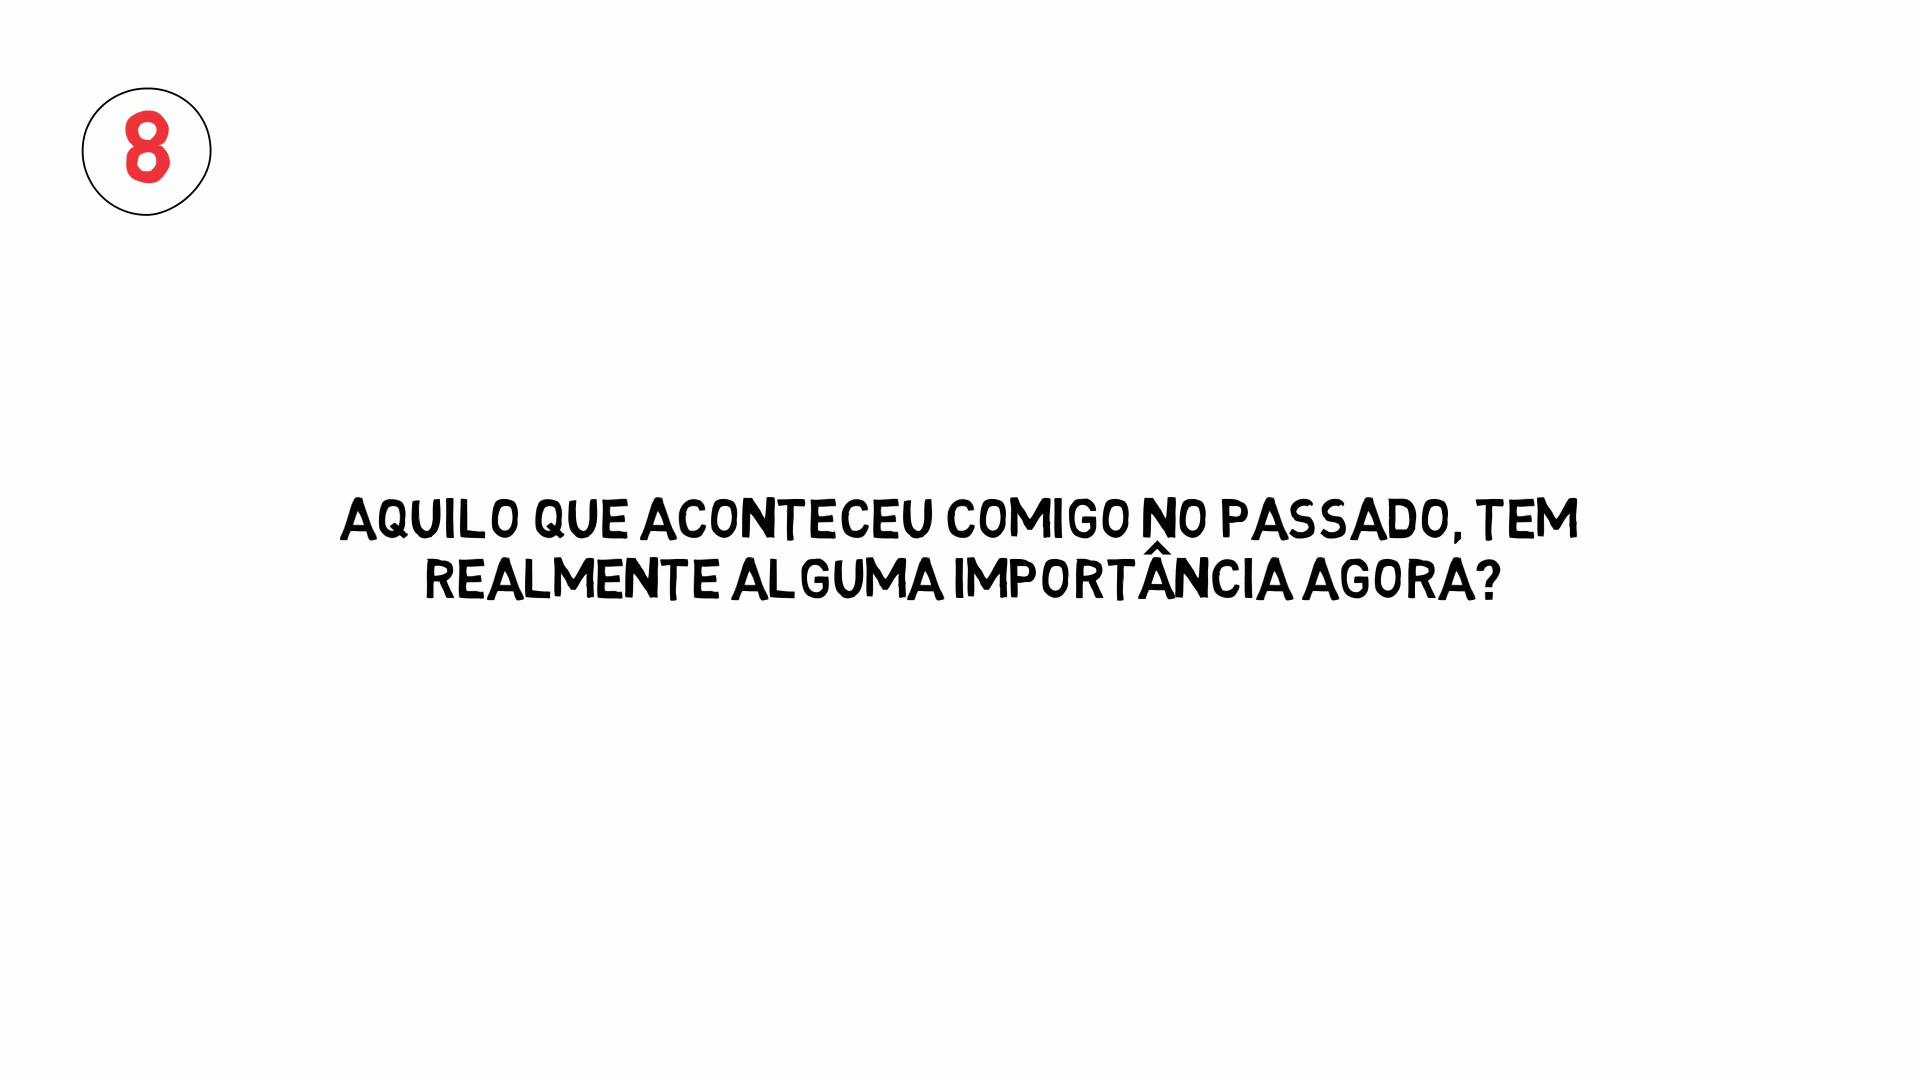 8
AQUILO QUE ACONTECEU COMIGO NO PASSADO, TEM
REALMENTE ALGUMA IMPORTÂNCIA AGORA?